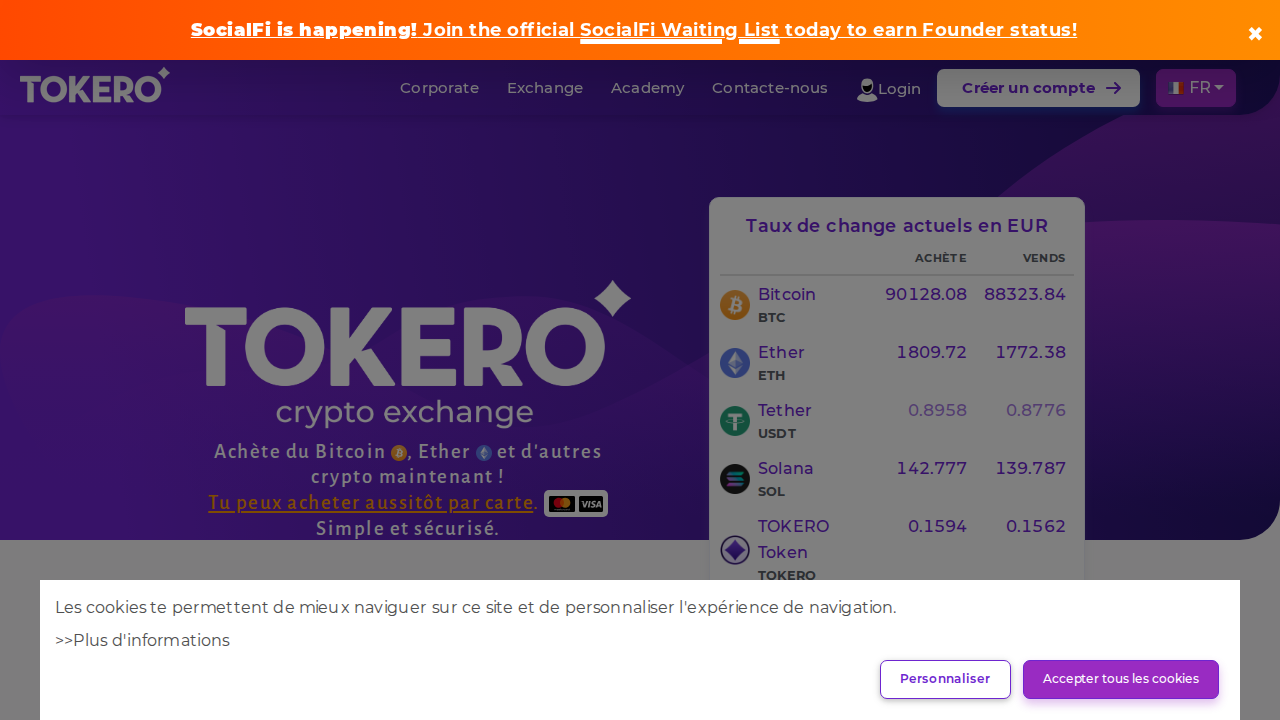 SocialFi is happening! Join the official SocialFi Waiting List today to earn Founder status!
✖
TOKERO
Corporate
Exchange
Academy
Contacte-nous
Login
Créer un compte
FR
Taux de change actuels en EUR
ACHÈTE VENDS
Bitcoin 90128.08 88323.84
BTC
Ether 1809.72 1772.38
ETH
Tether 0.8958 0.8776
USDT
Solana 142.777 139.787
SOL
TOKERO 0.1594 0.1562
Token
TOKERO
TOKERO
crypto exchange
Achète du Bitcoin , Ether et d'autres
crypto maintenant !
Tu peux acheter aussitôt par carte. VISA
Simple et sécurisé.
Les cookies te permettent de mieux naviguer sur ce site et de personnaliser l'expérience de navigation.
>>Plus d'informations
Personnaliser
Accepter tous les cookies